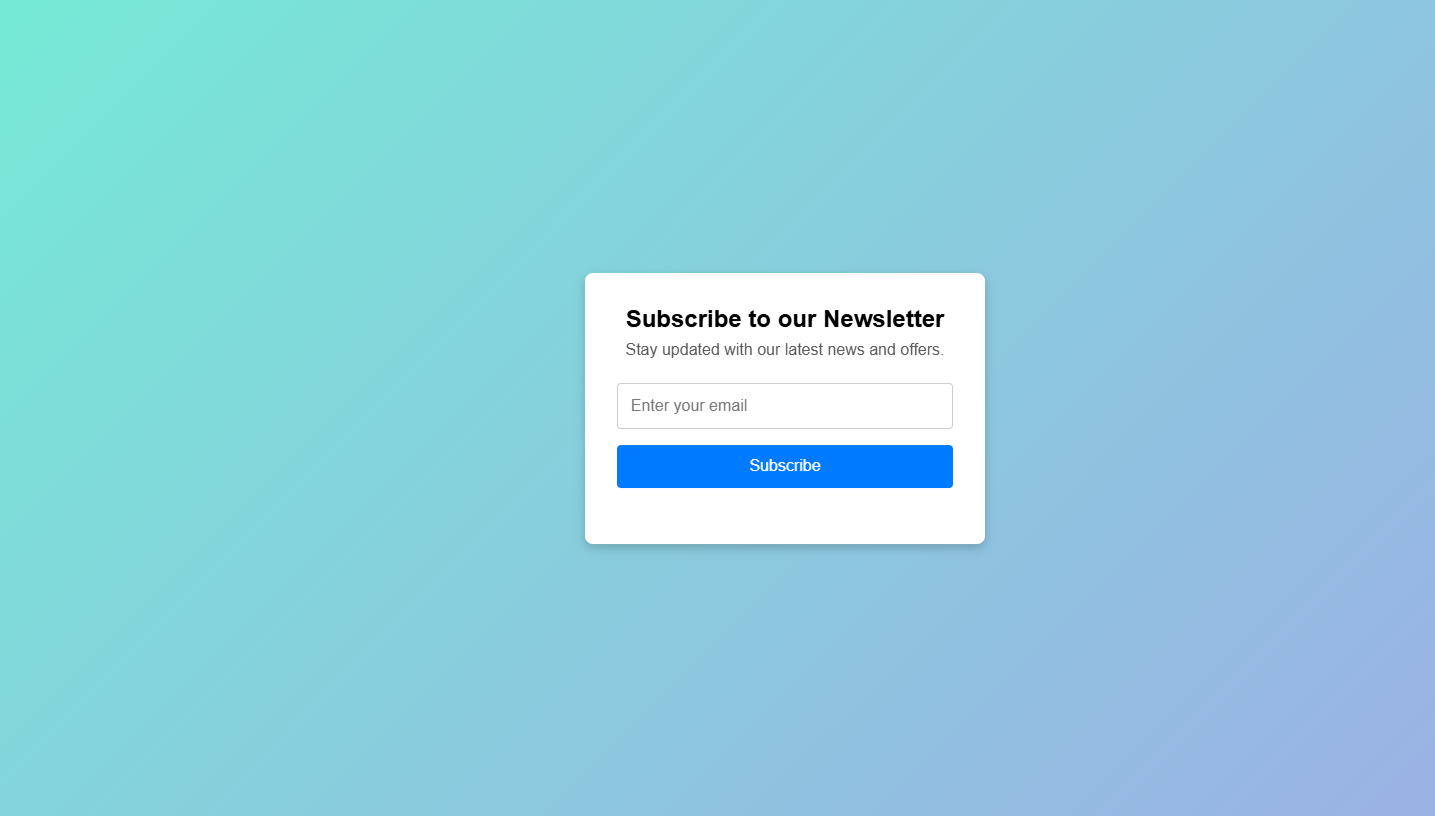 Subscribe to our Newsletter
Stay updated with our latest news and offers.
Enter your email
Subscribe